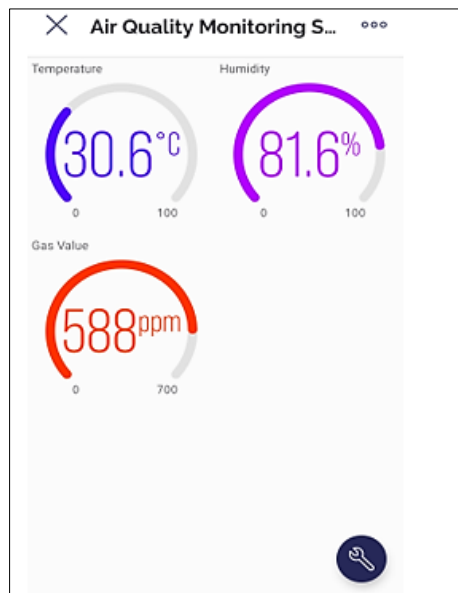 Air Quality Monitoring S...
Temperature
Humidity
30.6°C
81.6%
0
100
0
100
Gas Value
588ppm
0
700